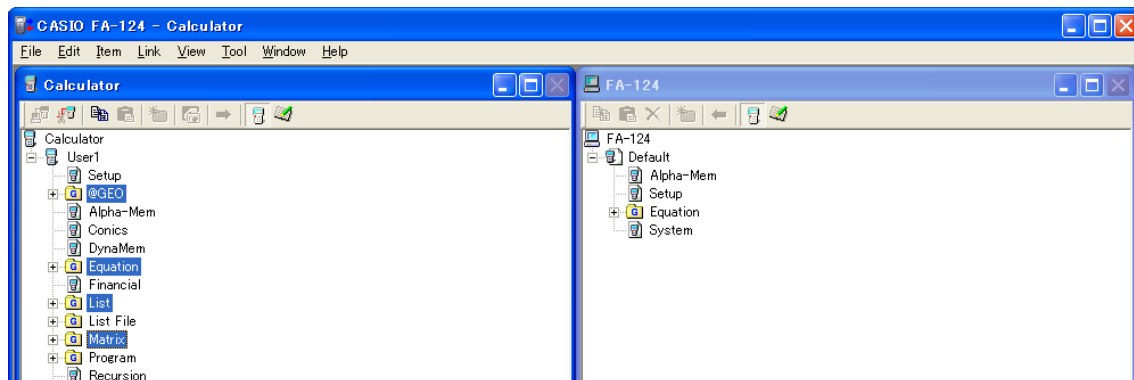 CASIO FA-124 - Calculator
File Edit Item Link View Tool Window Help
Calculator
Calculator
User1
Setup
@GEO
Alpha-Mem
Conics
DynaMem
Equation
Financial
List
List File
Matrix
Program
Recursion
FA-124
FA-124
Default
Alpha-Mem
Setup
Equation
System